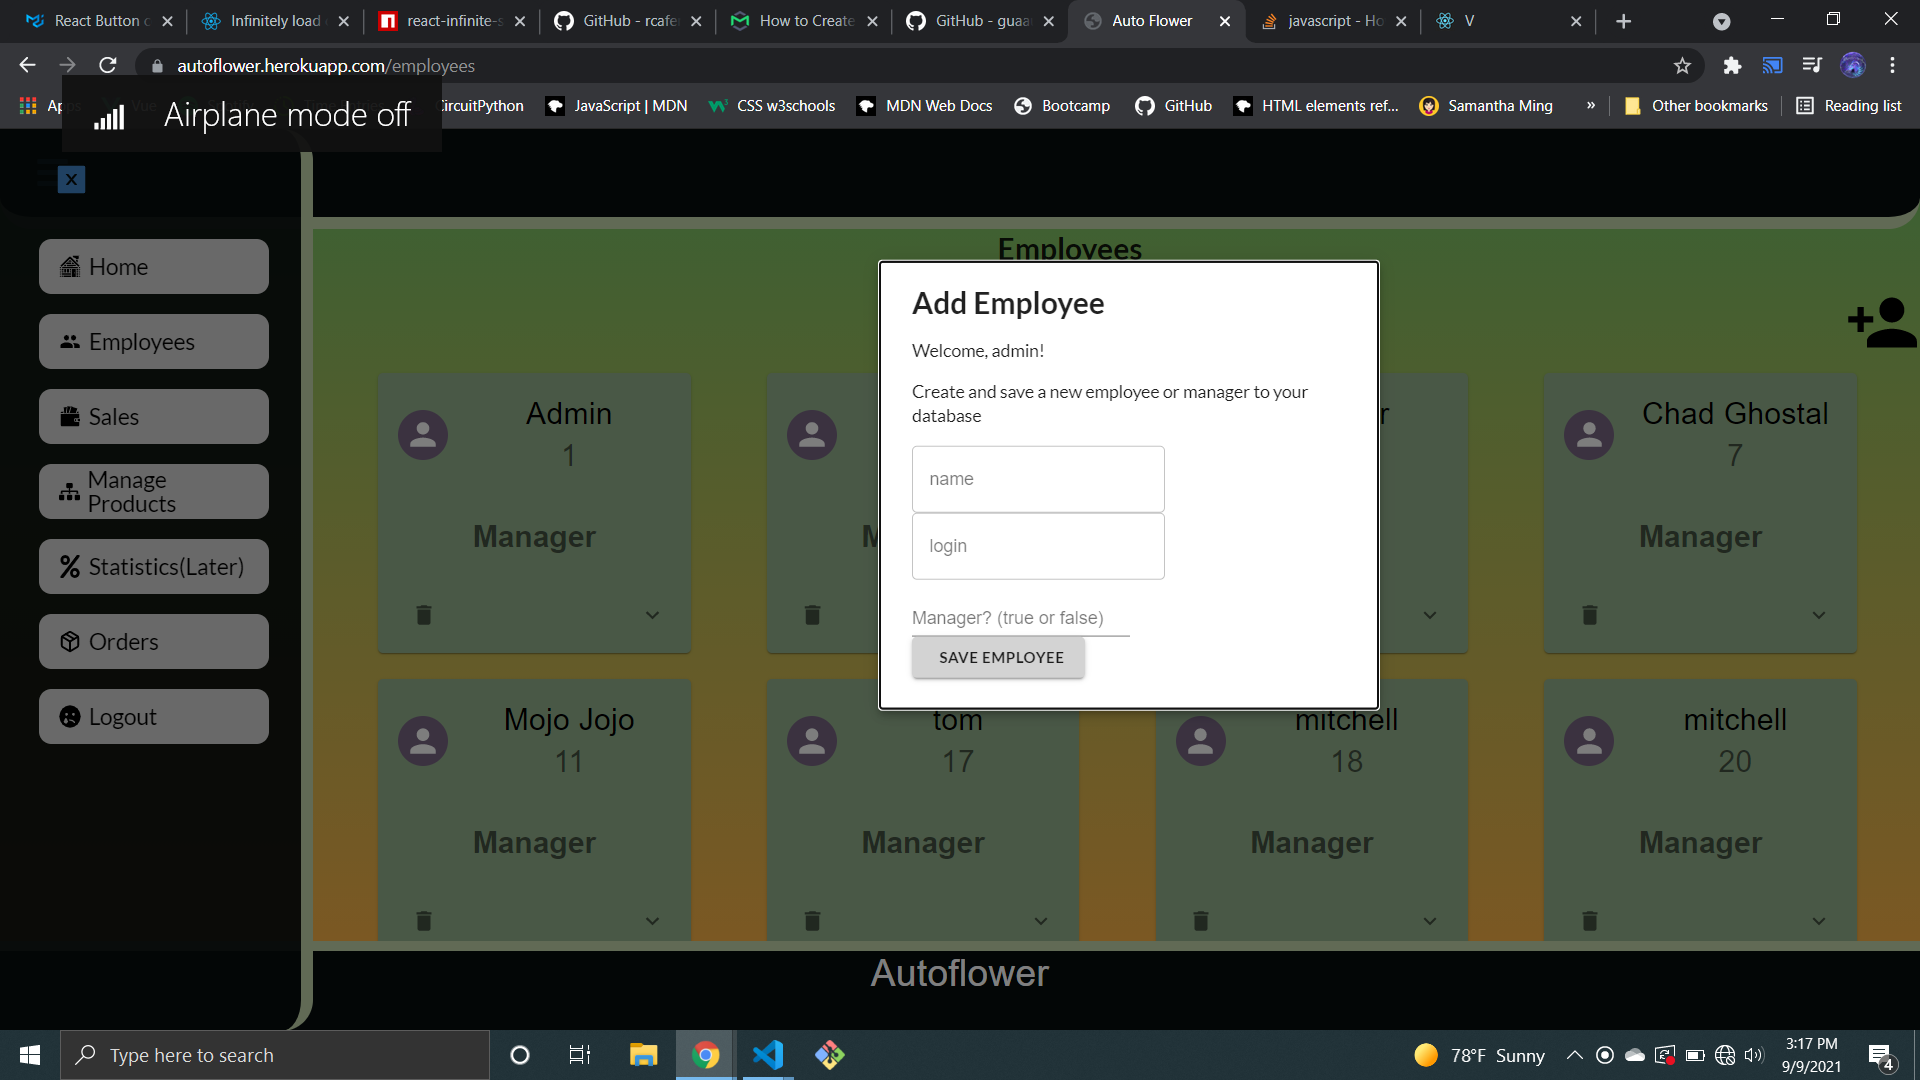 React Button c
Infinitely load
react-infinite-s
GitHub - rcafe
How to Create
GitHub - guaa
Auto Flower
javascript - Ho
V
autoflower.herokuapp.com/employees
Apps
Vue
CircuitPython
JavaScript | MDN
CSS w3schools
MDN Web Docs
Bootcamp
GitHub
HTML elements ref...
Samantha Ming
»
Other bookmarks
Reading list
Airplane mode off
X
Home
Employees
Sales
Manage
Products
Statistics(Later)
Orders
Logout
Employees
Add Employee
Welcome, admin!
Create and save a new employee or manager to your
database
name
login
Manager? (true or false)
SAVE EMPLOYEE
Admin
1
Manager
M
r
Chad Ghostal
7
Manager
Mojo Jojo
11
Manager
tom
17
Manager
mitchell
18
Manager
mitchell
20
Manager
Autoflower
Type here to search
78°F Sunny
3:17 PM
9/9/2021
4